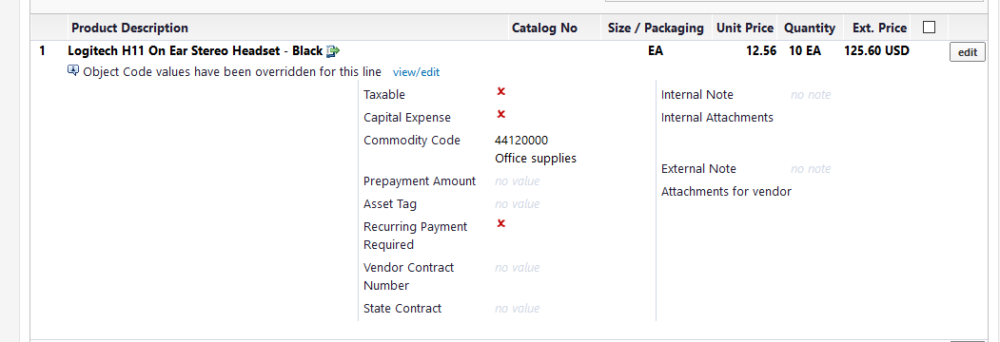 Product Description Catalog No Size / Packaging Unit Price Quantity Ext. Price
1 Logitech H11 On Ear Stereo Headset - Black EA 12.56 10 EA 125.60 USD edit
Object Code values have been overridden for this line view/edit
Taxable
Capital Expense
Commodity Code 44120000
Office supplies
Prepayment Amount no value
Asset Tag no value
Recurring Payment
Required
Vendor Contract no value
Number
State Contract no value
Internal Note no note
Internal Attachments
External Note no note
Attachments for vendor